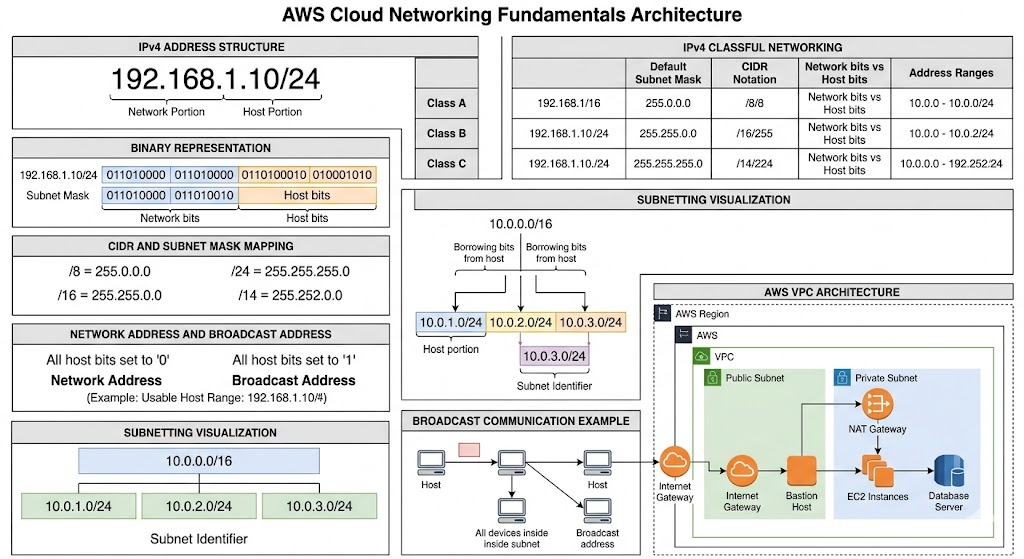 AWS Cloud Networking Fundamentals Architecture
IPv4 ADDRESS STRUCTURE
192.168.1.10/24
Network Portion Host Portion
IPv4 CLASSFUL NETWORKING
Default Subnet Mask CIDR Notation Network bits vs Host bits Address Ranges
Class A 192.168.1/16 255.0.0.0 /8/8 Network bits vs Host bits 10.0.0 - 10.0.0/24
Class B 192.168.1.10/24 255.255.0.0 /16/255 Network bits vs Host bits 10.0.0 - 10.0.2/24
Class C 192.168.1.10./24 255.255.255.0 /14/224 Network bits vs Host bits 10.0.0.0 - 192.252:24
BINARY REPRESENTATION
192.168.1.10/24 011010000 011010000 0110100010 010001010
Subnet Mask 011010000 011010010 Host bits
Network bits Host bits
CIDR AND SUBNET MASK MAPPING
/8 = 255.0.0.0 /24 = 255.255.255.0
/16 = 255.255.0.0 /14 = 255.252.0.0
NETWORK ADDRESS AND BROADCAST ADDRESS
All host bits set to '0' All host bits set to '1'
Network Address Broadcast Address
(Example: Usable Host Range: 192.168.1.10/#)
SUBNETTING VISUALIZATION
10.0.0.0/16
10.0.1.0/24 10.0.2.0/24 10.0.3.0/24
Subnet Identifier
SUBNETTING VISUALIZATION
10.0.0.0/16
Borrowing bits from host Borrowing bits from host
10.0.1.0/24 10.0.2.0/24 10.0.3.0/24
Host portion
10.0.3.0/24
Subnet Identifier
BROADCAST COMMUNICATION EXAMPLE
Host Host
All devices inside inside subnet
Broadcast address
AWS VPC ARCHITECTURE
AWS Region
AWS
VPC
Public Subnet Private Subnet
NAT Gateway
Internet Gateway
Internet Gateway
Bastion Host
EC2 Instances
Database Server